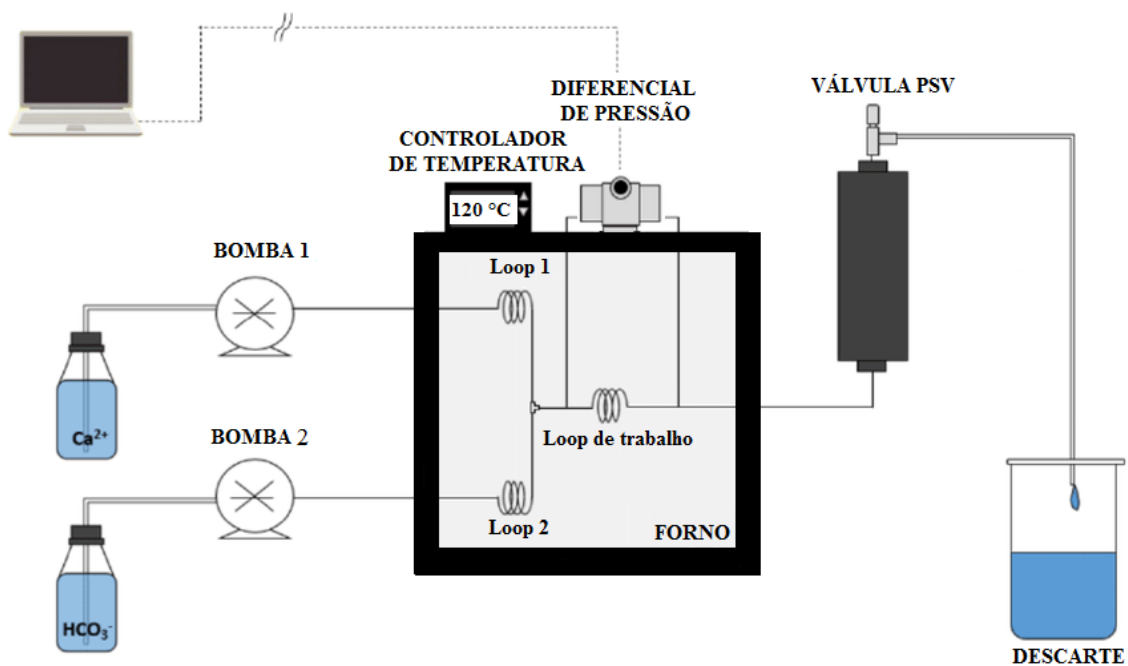 DIFERENCIAL
DE PRESSÃO
VÁLVULA PSV
CONTROLADOR
DE TEMPERATURA
120 °C
BOMBA 1
Loop 1
Ca²⁺
BOMBA 2
Loop de trabalho
Loop 2
FORNO
HCO₃⁻
DESCARTE